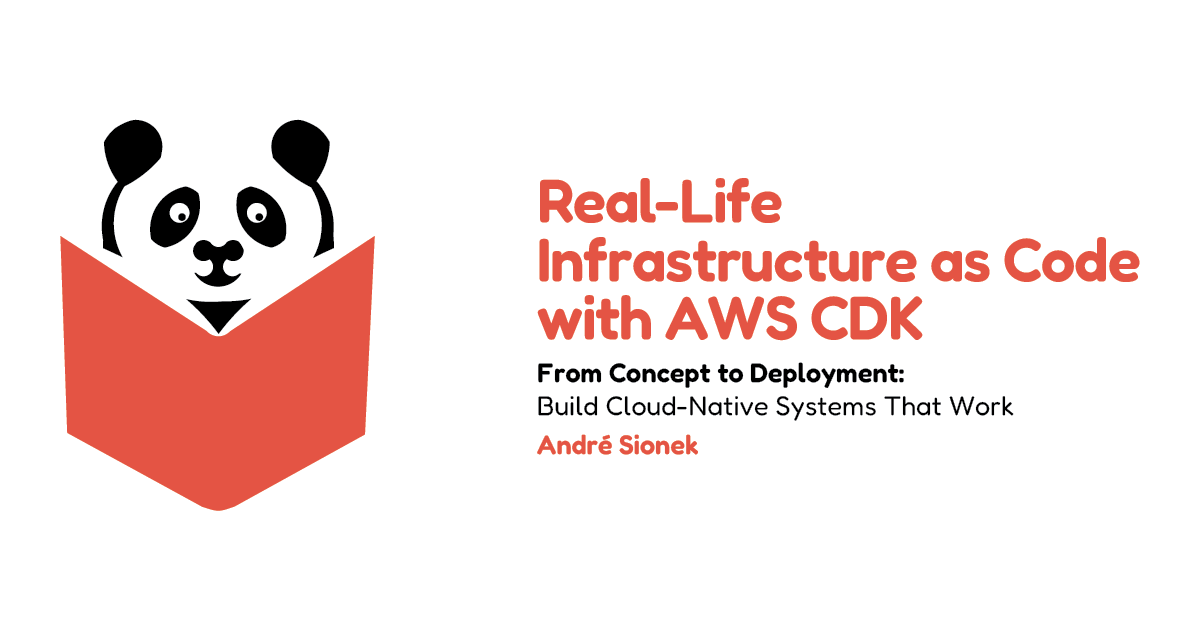 Real-Life
Infrastructure as Code
with AWS CDK
From Concept to Deployment:
Build Cloud-Native Systems That Work
André Sionek